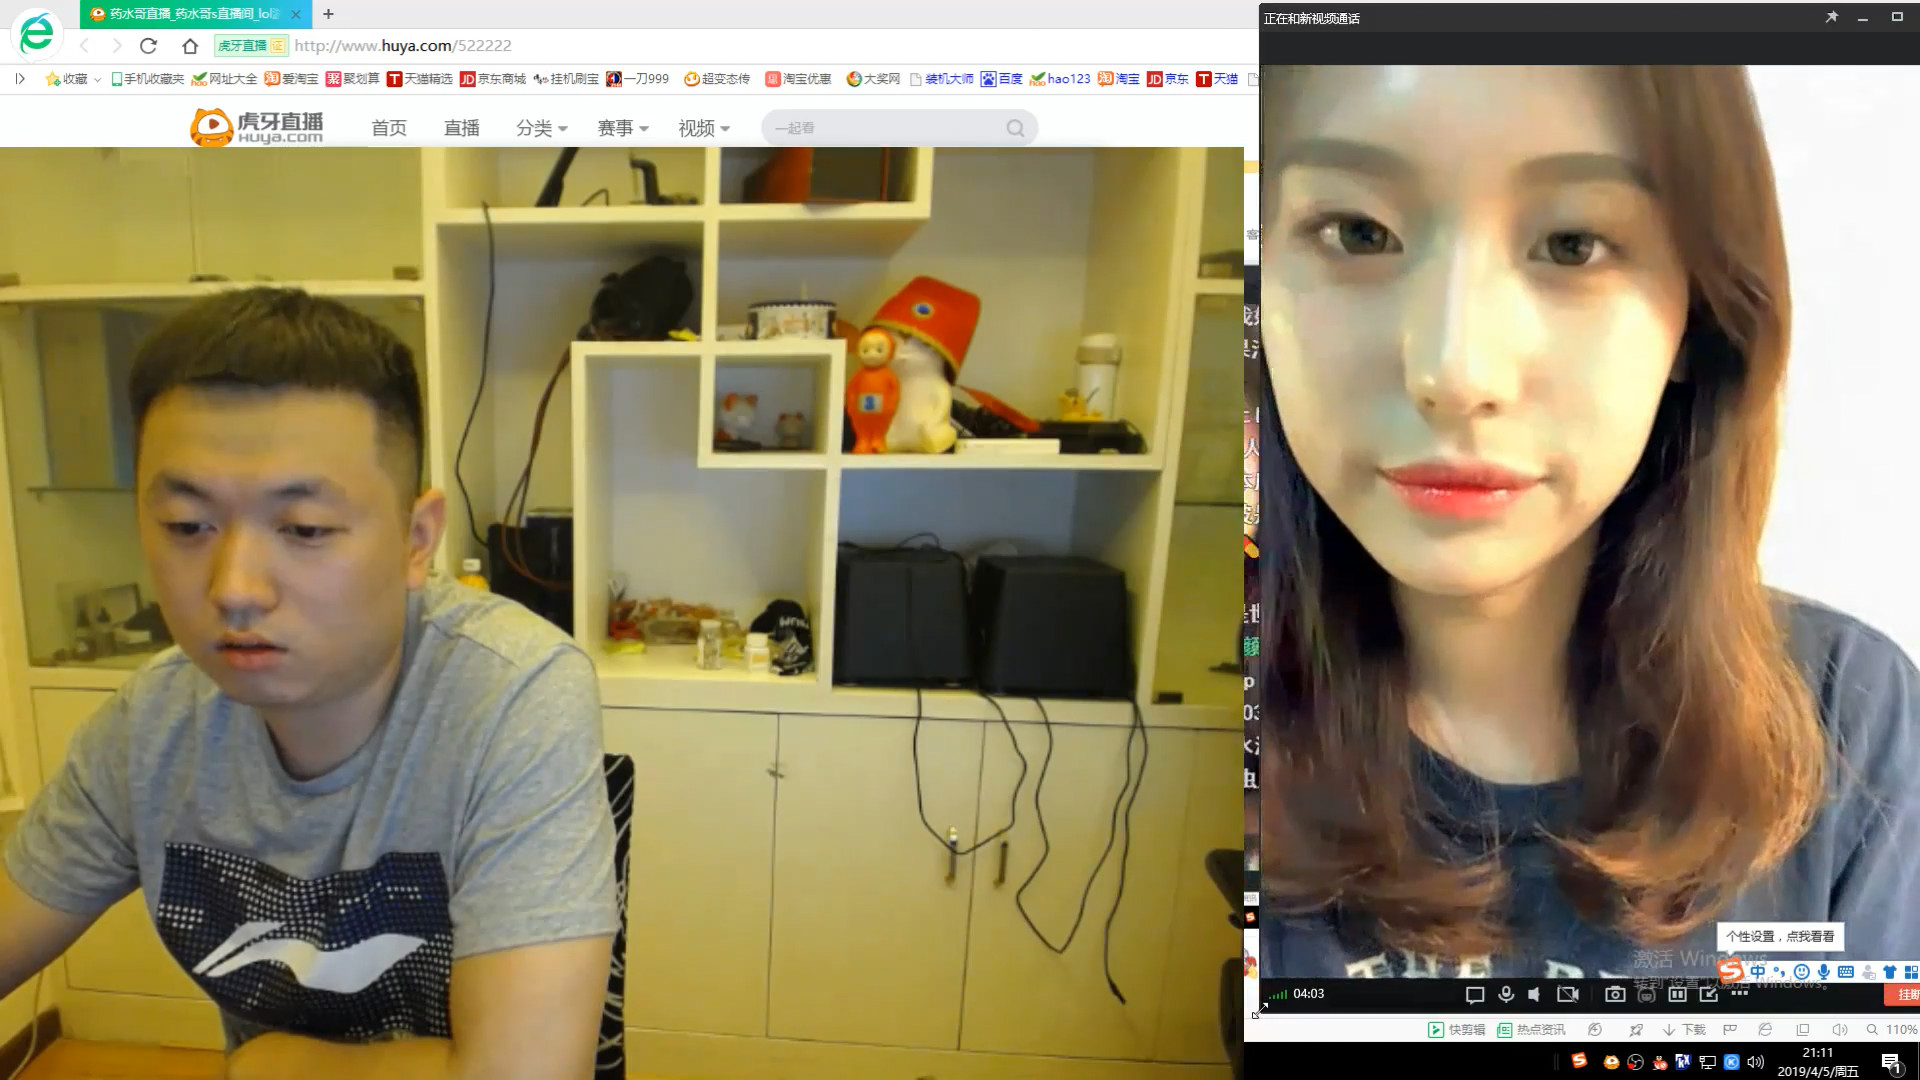 药水哥直播_药水哥s直播间_lol
正在和新视频通话
虎牙直播 证 http://www.huya.com/522222
收藏 手机收藏夹 网址大全 爱淘宝 聚划算 天猫精选 京东商城 挂机刷宝 一刀999 超变态传 淘宝优惠 大奖网 装机大师 百度 hao123 淘宝 京东 天猫
虎牙直播 HUYA.com 首页 直播 分类 赛事 视频 一起看
个性设置，点我看看
激活 Windows
转到"设置"以激活 Windows。
中
04:03
快剪辑 热点资讯 下载 110%
21:11
2019/4/5/周五
1